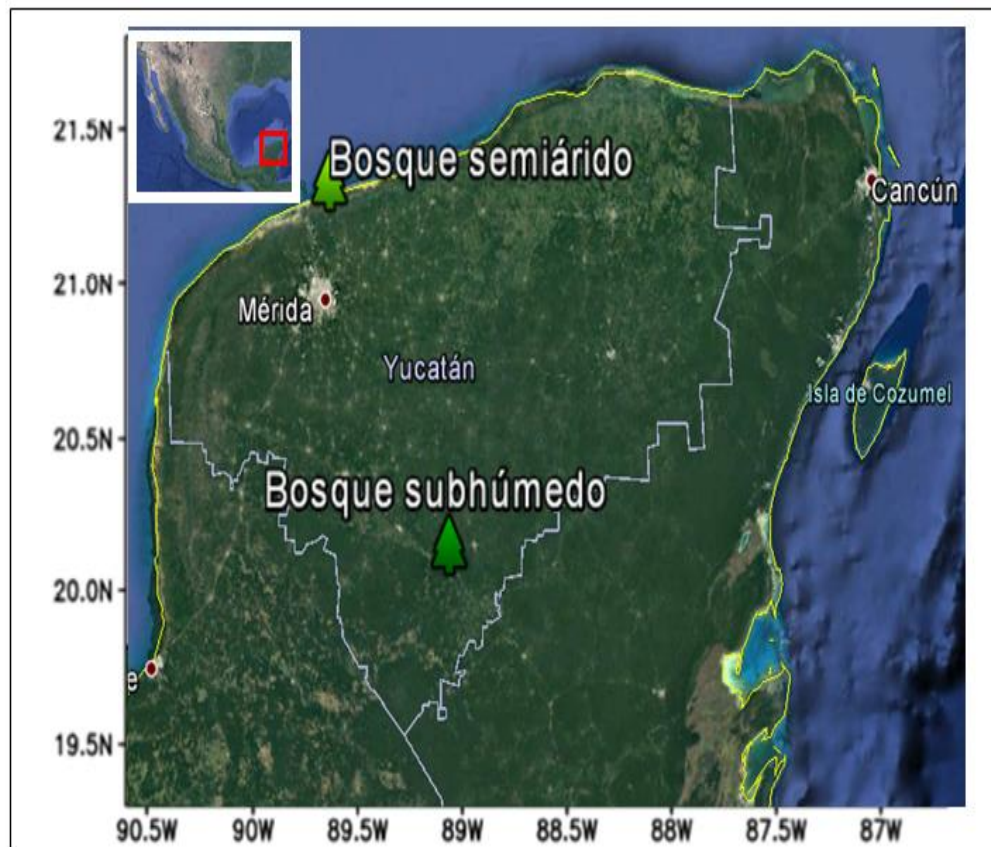 21.5N
21.0N
20.5N
20.0N
19.5N
Bosque semiárido
Cancún
Mérida
Yucatán
Isla de Cozumel
Bosque subhúmedo
e
90.5W
90W
89.5W
89W
88.5W
88W
87.5W
87W